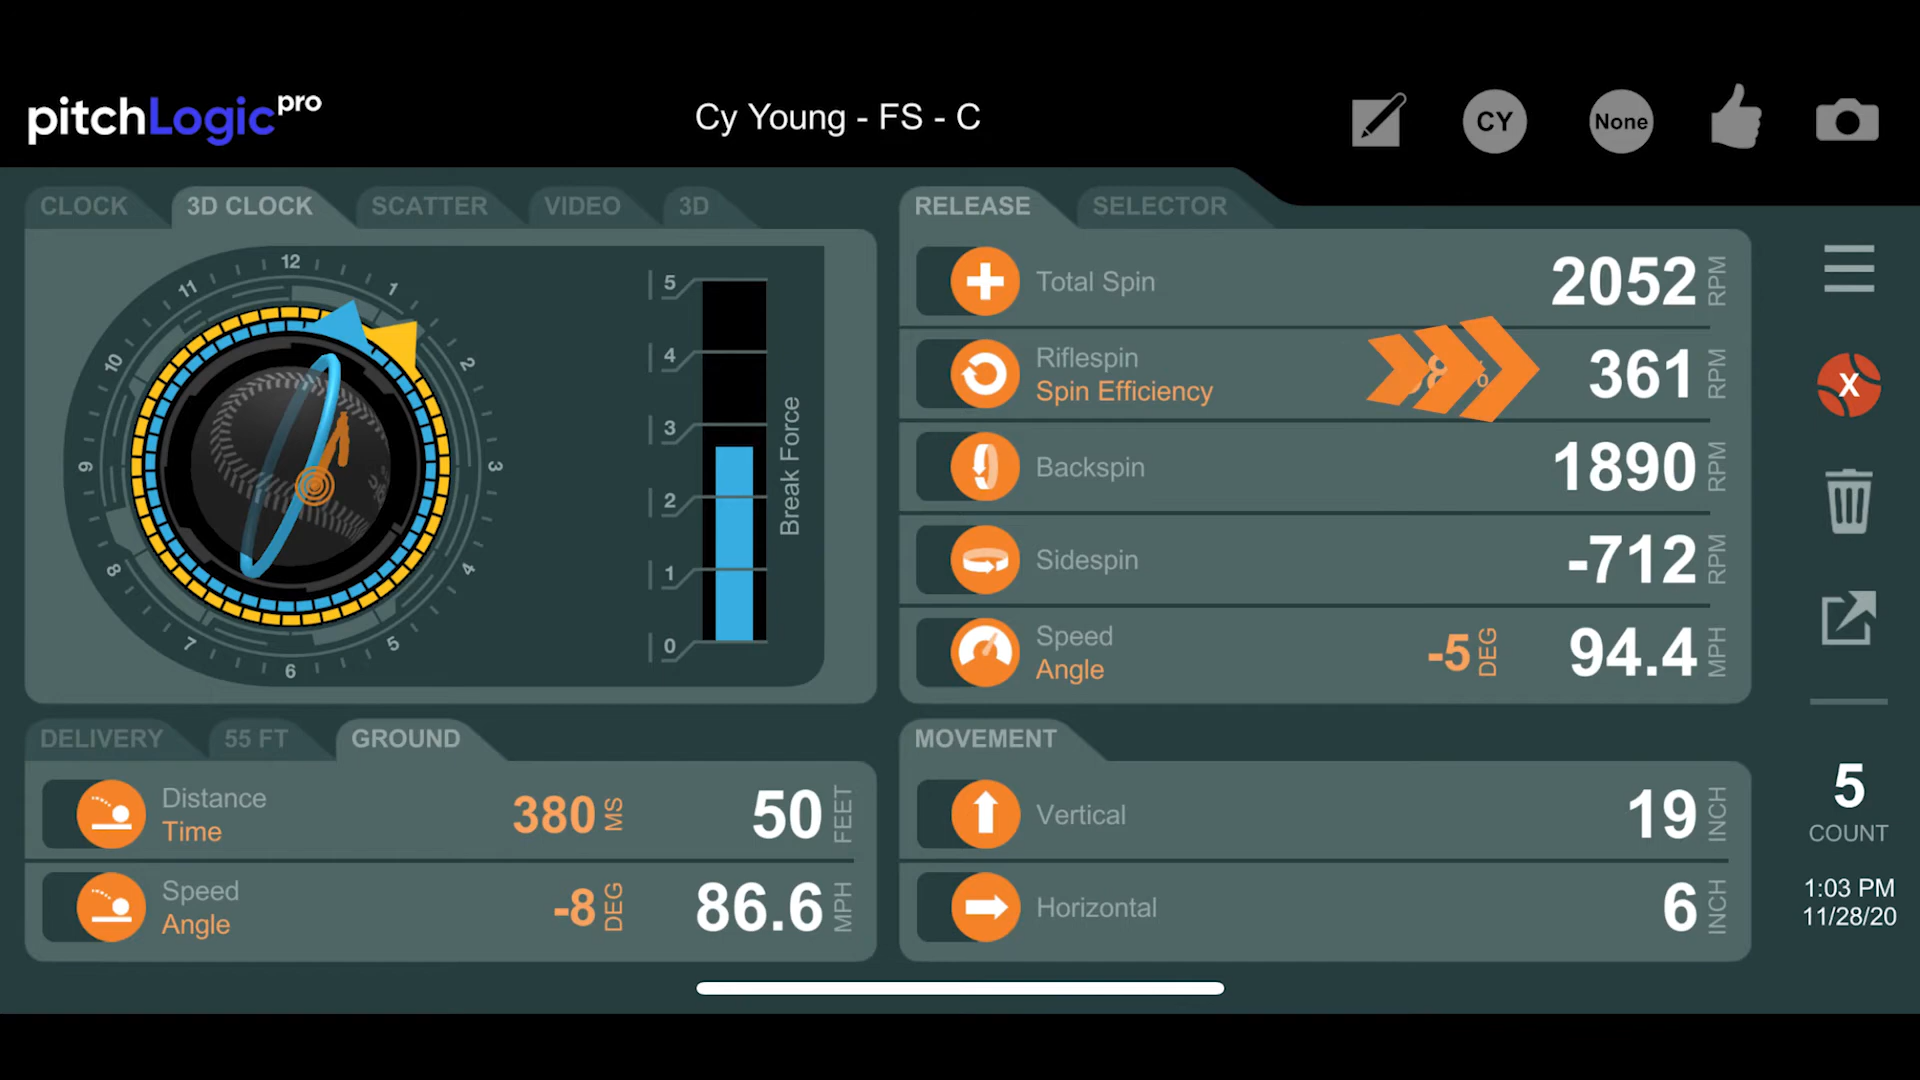 pitchLogic pro
Cy Young - FS - C
CY
None
CLOCK
3D CLOCK
SCATTER
VIDEO
3D
12
1
2
3
4
5
6
7
8
9
10
11
5
4
3
2
1
0
Break Force
RELEASE
SELECTOR
Total Spin
2052 RPM
Riflespin
Spin Efficiency
361 RPM
Backspin
1890 RPM
Sidespin
-712 RPM
Speed
Angle
-5 DEG
94.4 MPH
X
DELIVERY
55 FT
GROUND
Distance
Time
380 MS
50 FEET
Speed
Angle
-8 DEG
86.6 MPH
MOVEMENT
Vertical
19 INCH
Horizontal
6 INCH
5
COUNT
1:03 PM
11/28/20